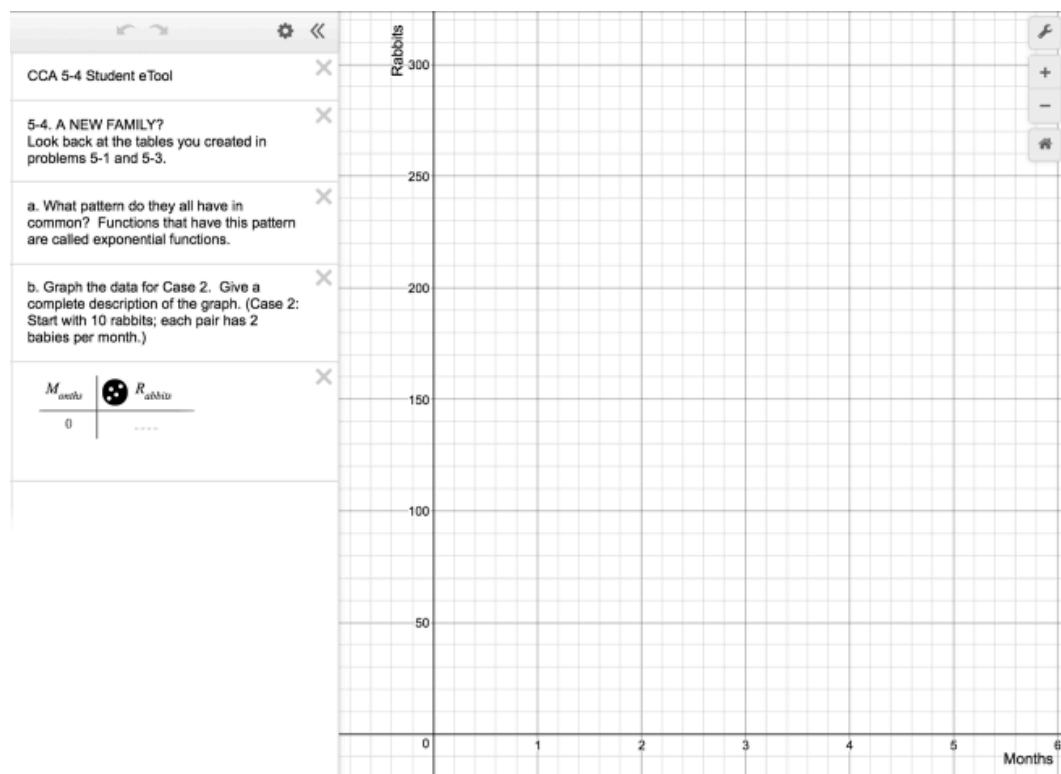 CCA 5-4 Student eTool
5-4. A NEW FAMILY?
Look back at the tables you created in
problems 5-1 and 5-3.
a. What pattern do they all have in
common? Functions that have this pattern
are called exponential functions.
b. Graph the data for Case 2. Give a
complete description of the graph. (Case 2:
Start with 10 rabbits; each pair has 2
babies per month.)
Months Rabbits
0
Rabbits
300
250
200
150
100
50
0 1 2 3 4 5 6
Months